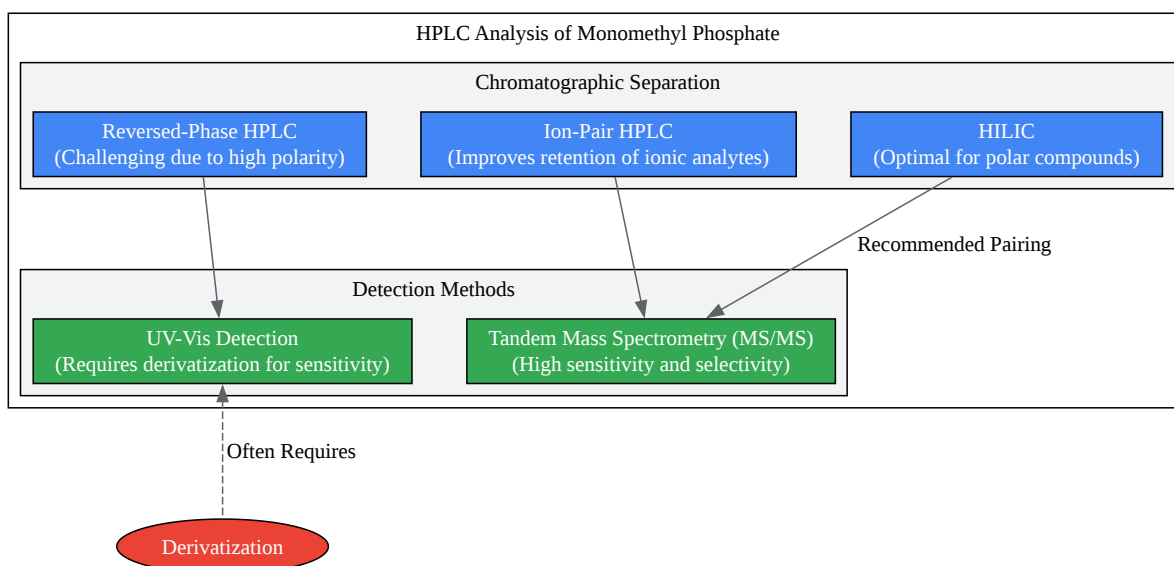 HPLC Analysis of Monomethyl Phosphate
Chromatographic Separation
Reversed-Phase HPLC
(Challenging due to high polarity)
Ion-Pair HPLC
(Improves retention of ionic analytes)
HILIC
(Optimal for polar compounds)
Recommended Pairing
Detection Methods
UV-Vis Detection
(Requires derivatization for sensitivity)
Tandem Mass Spectrometry (MS/MS)
(High sensitivity and selectivity)
Often Requires
Derivatization